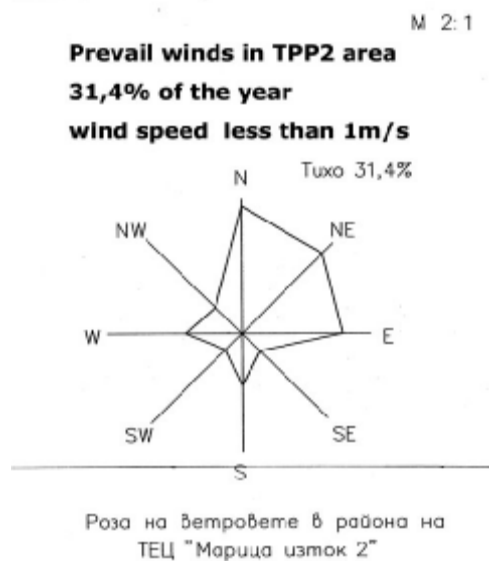 М 2:1
Prevail winds in TPP2 area
31,4% of the year
wind speed less than 1m/s
Тихо 31,4%
N
NW
NE
W
E
SW
SE
S
Роза на ветровете в района на
ТЕЦ "Марица изток 2"